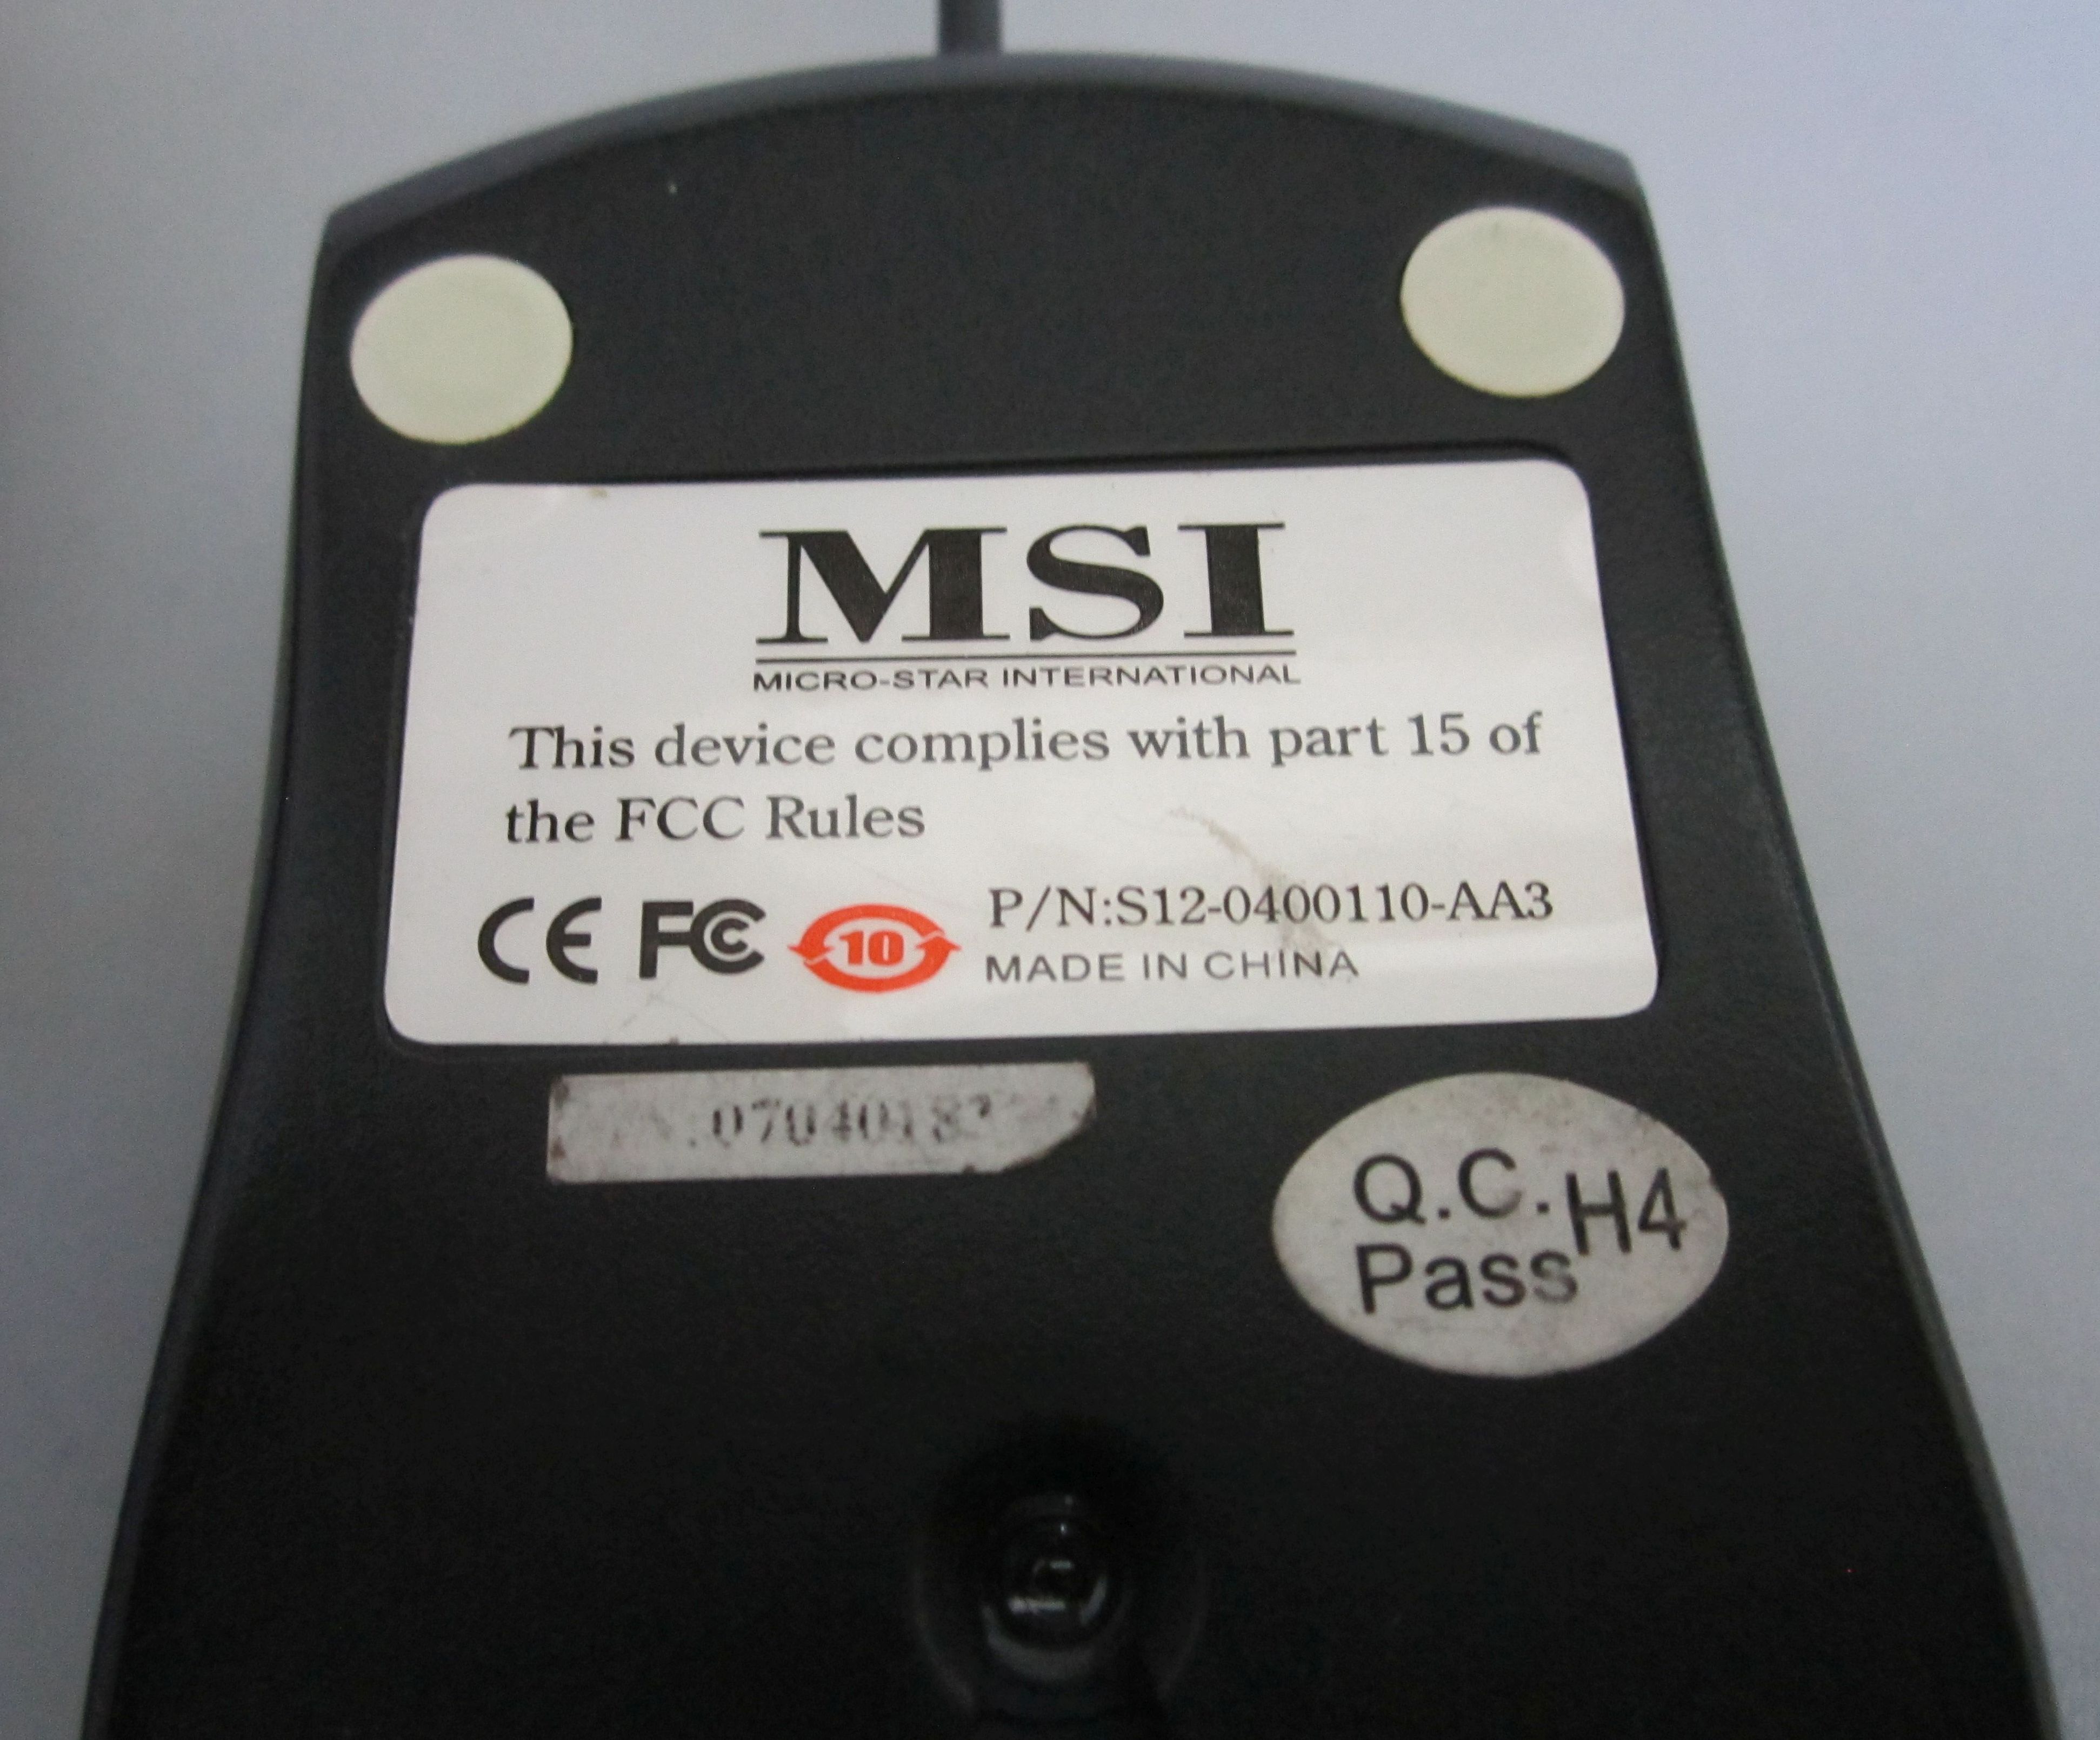 MSI
MICRO-STAR INTERNATIONAL
This device complies with part 15 of
the FCC Rules
CE FC 10 P/N:S12-0400110-AA3
MADE IN CHINA
Q.C. H4
Pass